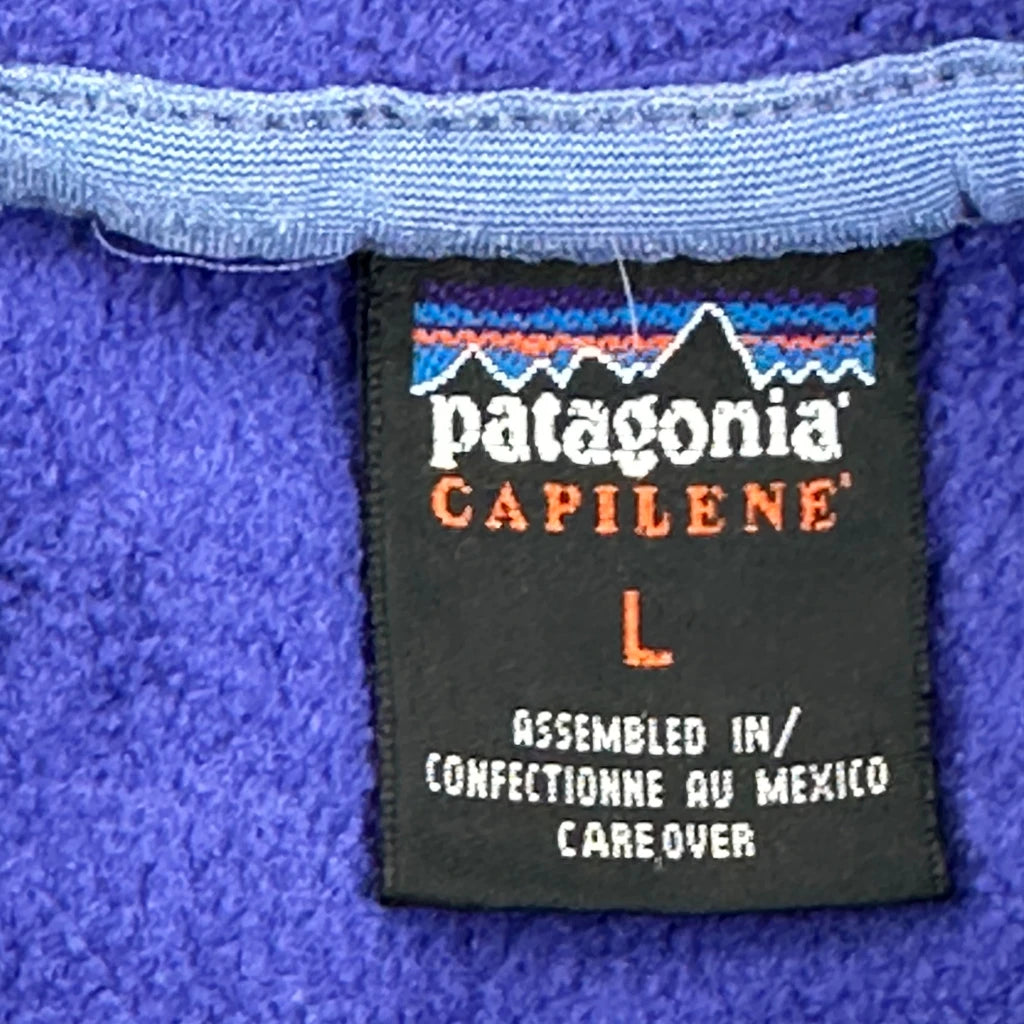 patagonia®
CAPILENE®
L
ASSEMBLED IN/
CONFECTIONNE AU MEXICO
CARE OVER